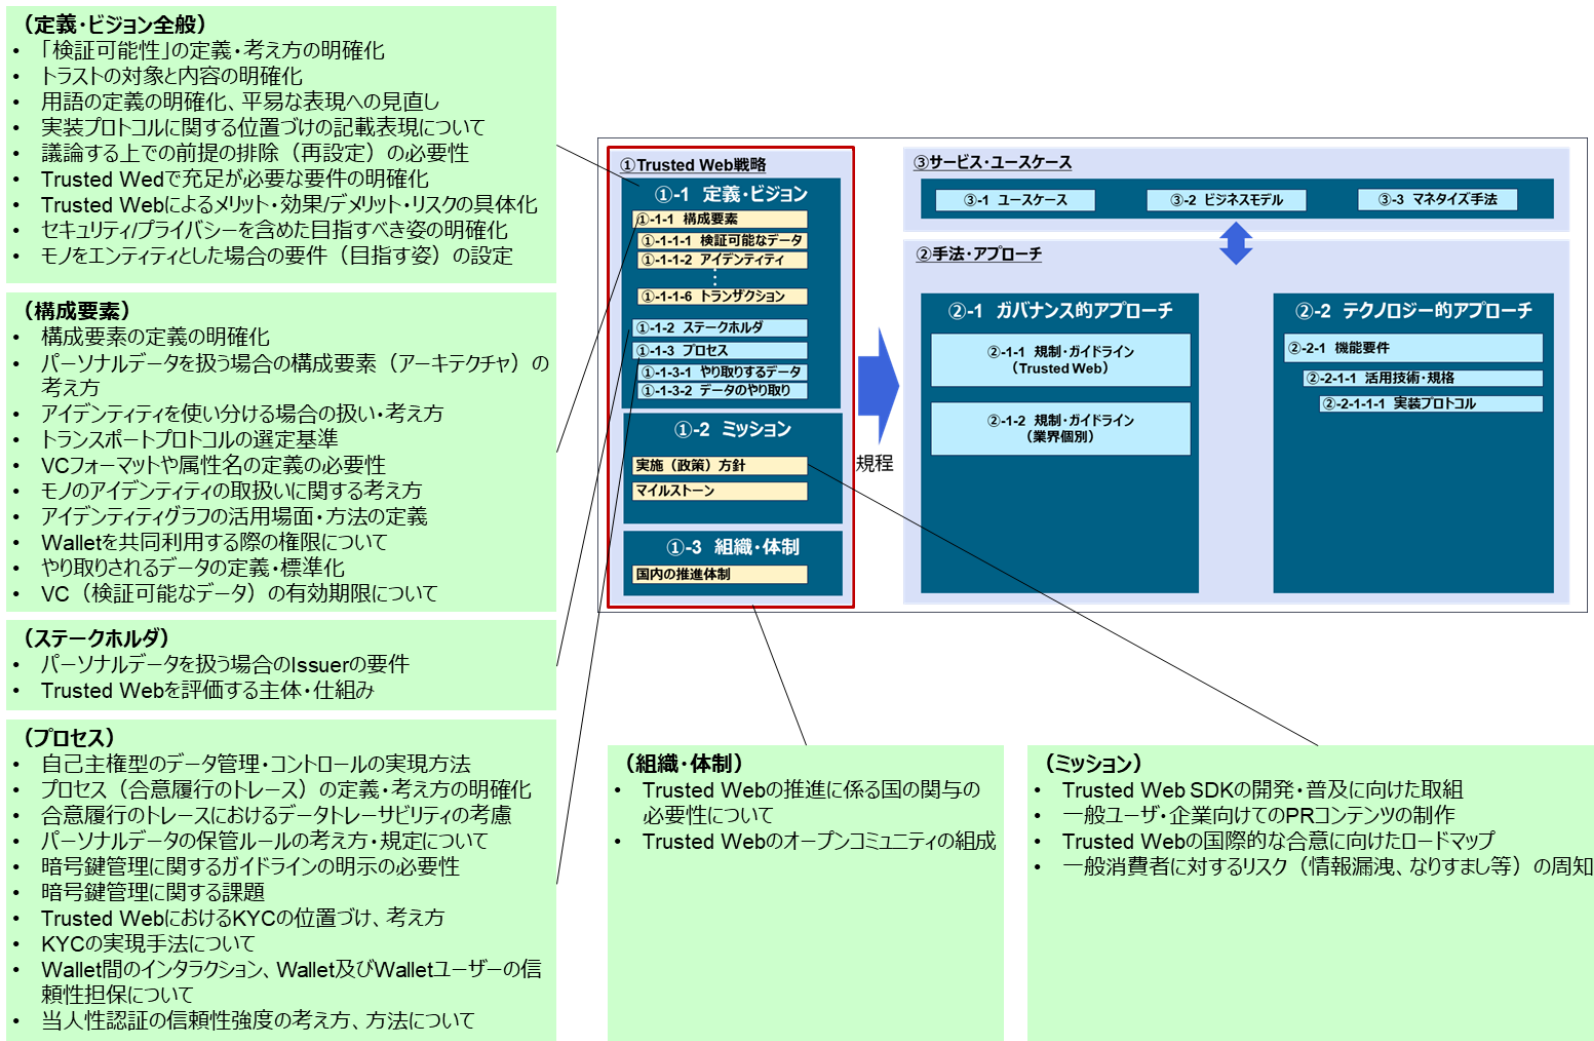 （定義・ビジョン全般）
• 「検証可能性」の定義・考え方の明確化
• トラストの対象と内容の明確化
• 用語の定義の明確化、平易な表現への見直し
• 実装プロトコルに関する位置づけの記載表現について
• 議論する上での前提の排除（再設定）の必要性
• Trusted Wedで充足が必要な要件の明確化
• Trusted Webによるメリット・効果/デメリット・リスクの具体化
• セキュリティ/プライバシーを含めた目指すべき姿の明確化
• モノをエンティティとした場合の要件（目指す姿）の設定
（構成要素）
• 構成要素の定義の明確化
• パーソナルデータを扱う場合の構成要素（アーキテクチャ）の
考え方
• アイデンティティを使い分ける場合の扱い・考え方
• トランスポートプロトコルの選定基準
• VCフォーマットや属性名の定義の必要性
• モノのアイデンティティの取扱いに関する考え方
• アイデンティティグラフの活用場面・方法の定義
• Walletを共同利用する際の権限について
• やり取りされるデータの定義・標準化
• VC（検証可能なデータ）の有効期限について
（ステークホルダ）
• パーソナルデータを扱う場合のIssuerの要件
• Trusted Webを評価する主体・仕組み
（プロセス）
• 自己主権型のデータ管理・コントロールの実現方法
• プロセス（合意履行のトレース）の定義・考え方の明確化
• 合意履行のトレースにおけるデータトレーサビリティの考慮
• パーソナルデータの保管ルールの考え方・規定について
• 暗号鍵管理に関するガイドラインの明示の必要性
• 暗号鍵管理に関する課題
• Trusted WebにおけるKYCの位置づけ、考え方
• KYCの実現手法について
• Wallet間のインタラクション、Wallet及びWalletユーザーの信
頼性担保について
• 当人性認証の信頼性強度の考え方、方法について
①Trusted Web戦略
①-1 定義・ビジョン
①-1-1 構成要素
①-1-1-1 検証可能なデータ
①-1-1-2 アイデンティティ
⋮
①-1-1-6 トランザクション
①-1-2 ステークホルダ
①-1-3 プロセス
①-1-3-1 やり取りするデータ
①-1-3-2 データのやり取り
①-2 ミッション
実施（政策）方針
マイルストーン
①-3 組織・体制
国内の推進体制
規程
③サービス・ユースケース
③-1 ユースケース
③-2 ビジネスモデル
③-3 マネタイズ手法
②手法・アプローチ
②-1 ガバナンス的アプローチ
②-1-1 規制・ガイドライン
（Trusted Web）
②-1-2 規制・ガイドライン
（業界個別）
②-2 テクノロジー的アプローチ
②-2-1 機能要件
②-2-1-1 活用技術・規格
②-2-1-1-1 実装プロトコル
（組織・体制）
• Trusted Webの推進に係る国の関与の
必要性について
• Trusted Webのオープンコミュニティの組成
（ミッション）
• Trusted Web SDKの開発・普及に向けた取組
• 一般ユーザ・企業向けてのPRコンテンツの制作
• Trusted Webの国際的な合意に向けたロードマップ
• 一般消費者に対するリスク（情報漏洩、なりすまし等）の周知